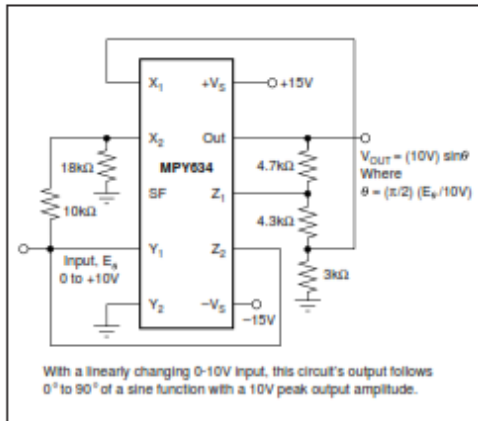 X1
+VS
+15V
X2
Out
18kΩ
MPY634
4.7kΩ
VOUT = (10V) sinθ
Where
θ = (π/2) (Eθ/10V)
SF
Z1
10kΩ
4.3kΩ
Y1
Z2
Input, Eθ
0 to +10V
3kΩ
Y2
–VS
–15V
With a linearly changing 0-10V input, this circuit's output follows
0° to 90° of a sine function with a 10V peak output amplitude.